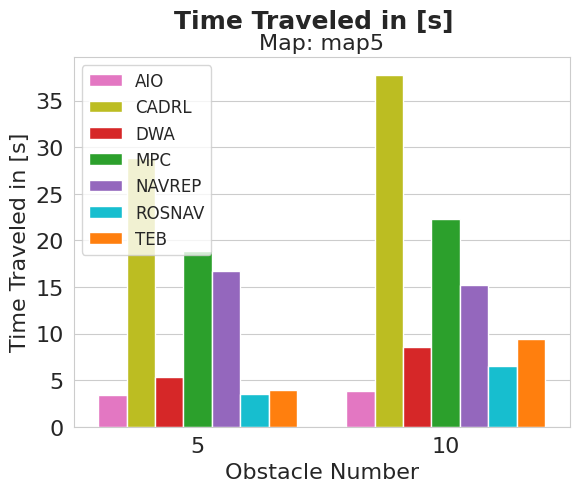 Time Traveled in [s]
Map: map5
Time Traveled in [s]
35
30
25
20
15
10
5
0
AIO
CADRL
DWA
MPC
NAVREP
ROSNAV
TEB
5
10
Obstacle Number